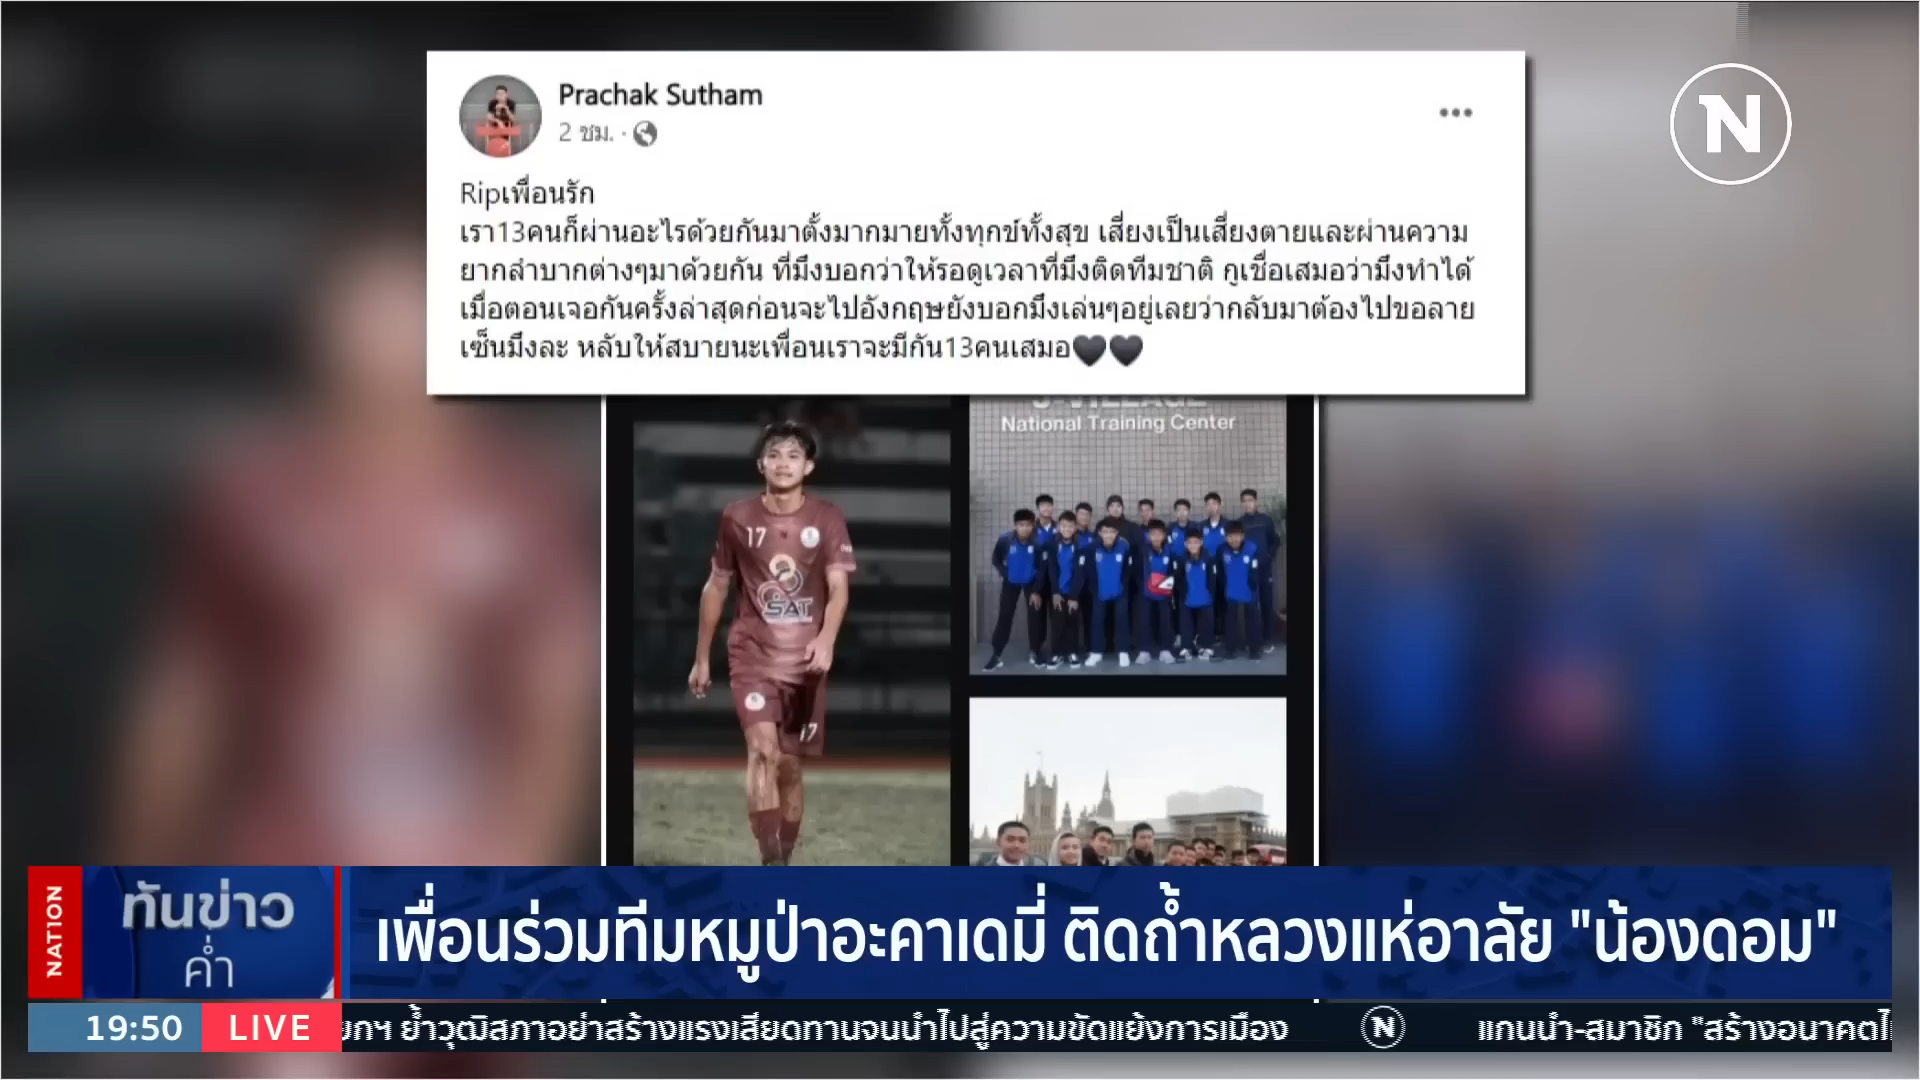 Prachak Sutham
2 ชม. ·
Ripเพื่อนรัก
เรา13คนก็ผ่านอะไรด้วยกันมาตั้งมากมายทั้งทุกข์ทั้งสุข เสี่ยงเป็นเสี่ยงตายและผ่านความ
ยากลำบากต่างๆมาด้วยกัน ที่มึงบอกว่าให้รอดูเวลาที่มึงติดทีมชาติ กูเชื่อเสมอว่ามึงทำได้
เมื่อตอนเจอกันครั้งล่าสุดก่อนจะไปอังกฤษยังบอกมึงเล่นๆอยู่เลยว่ากลับมาต้องไปขอลาย
เซ็นมึงละ หลับให้สบายนะเพื่อนเราจะมีกัน13คนเสมอ🖤🖤
N
J-VILLAGE
National Training Center
17
SAT
17
NATION
ทันข่าว
ค่ำ
เพื่อนร่วมทีมหมูป่าอะคาเดมี่ ติดถ้ำหลวงแห่อาลัย "น้องดอม"
19:50 LIVE
ยกฯ ย้ำวุฒิสภาอย่าสร้างแรงเสียดทานจนนำไปสู่ความขัดแย้งการเมือง N แกนนำ-สมาชิก "สร้างอนาคตไ